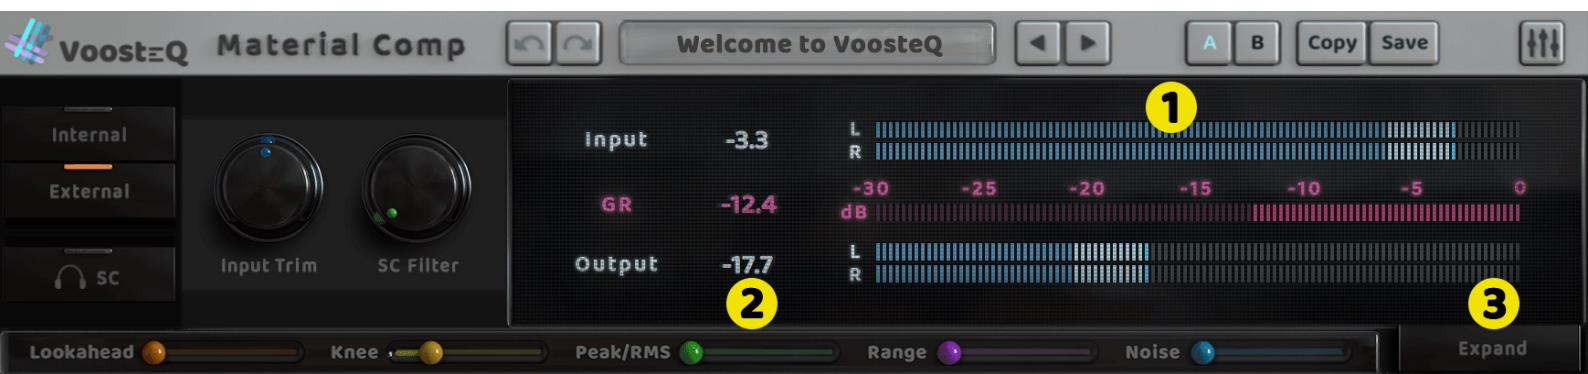 VoosteQ Material Comp Welcome to VoosteQ A B Copy Save
1
Internal
External
SC
Input Trim SC Filter
Input -3.3 L R
-30 -25 -20 -15 -10 -5 0
GR -12.4 dB
Output -17.7 L R
2 3
Lookahead Knee Peak/RMS Range Noise Expand